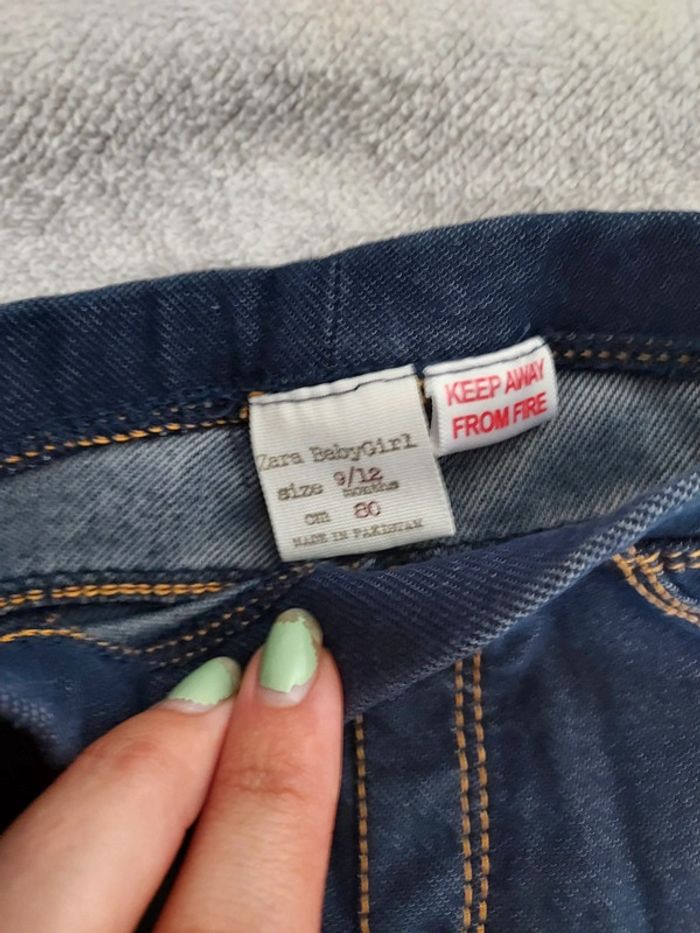 Zara BabyGirl
size 9/12
months
cm 80
MADE IN PAKISTAN
KEEP AWAY
FROM FIRE